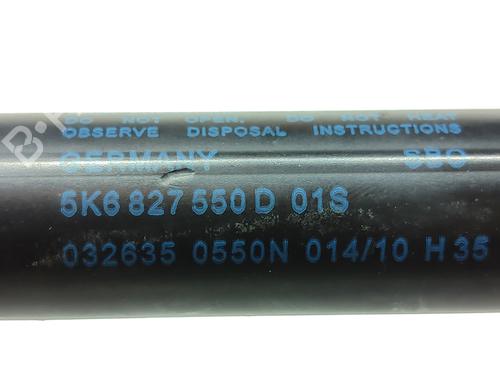 DO NOT OPEN. DO NOT HEAT
OBSERVE DISPOSAL INSTRUCTIONS
GERMANY SBO
5K6 827 550 D 01S
032635 0550N 014/10 H 35